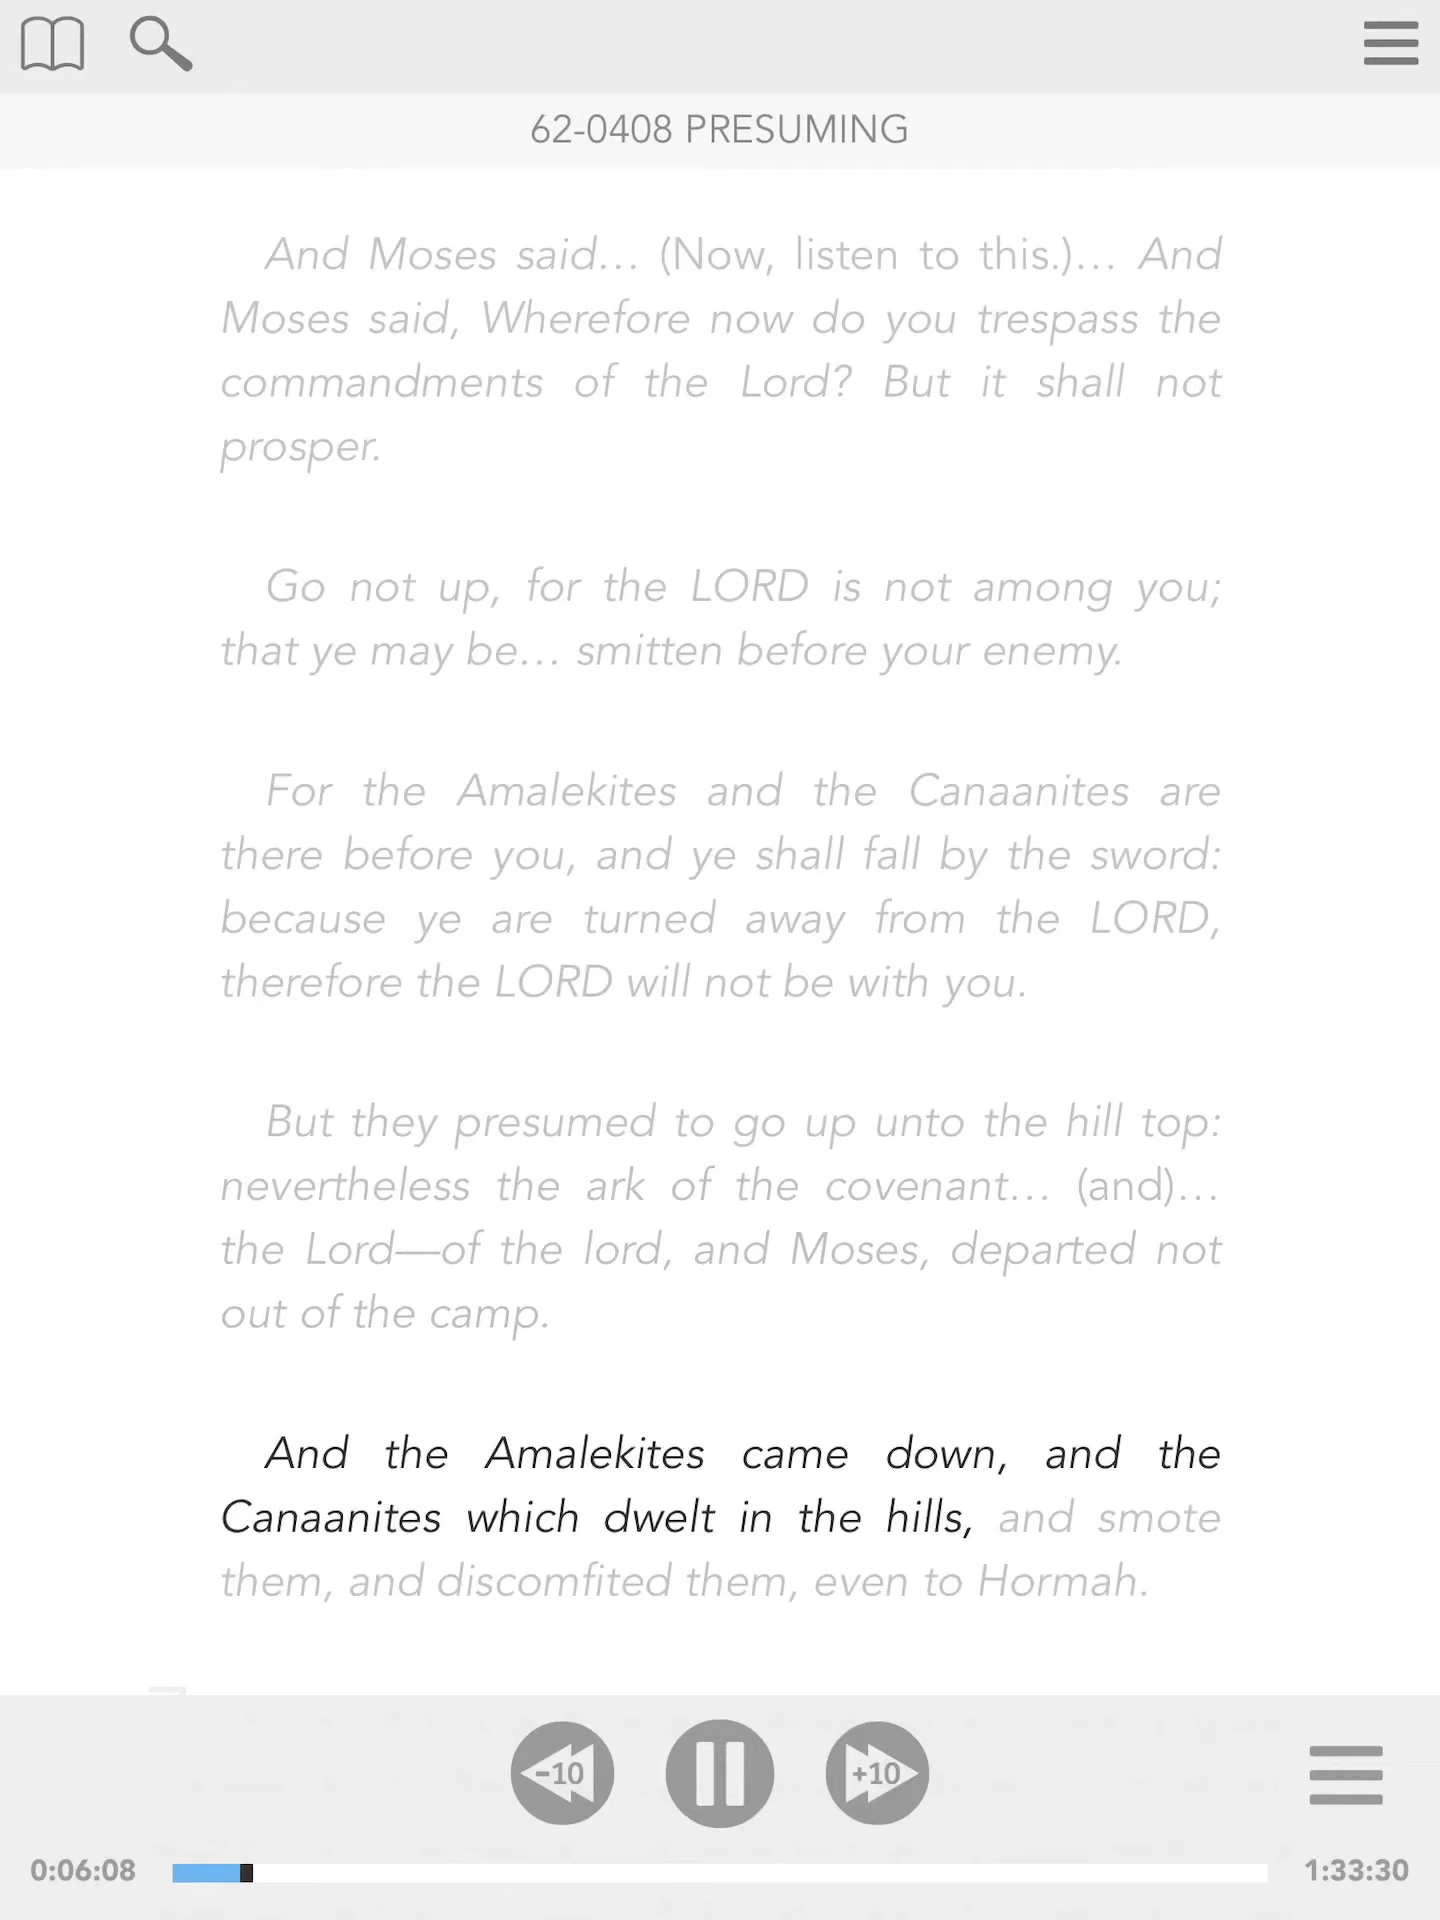 62-0408 PRESUMING
And Moses said… (Now, listen to this.)… And
Moses said, Wherefore now do you trespass the
commandments of the Lord? But it shall not
prosper.
Go not up, for the LORD is not among you;
that ye may be… smitten before your enemy.
For the Amalekites and the Canaanites are
there before you, and ye shall fall by the sword:
because ye are turned away from the LORD,
therefore the LORD will not be with you.
But they presumed to go up unto the hill top:
nevertheless the ark of the covenant… (and)…
the Lord—of the lord, and Moses, departed not
out of the camp.
And the Amalekites came down, and the
Canaanites which dwelt in the hills, and smote
them, and discomfited them, even to Hormah.
-10 +10
0:06:08 1:33:30